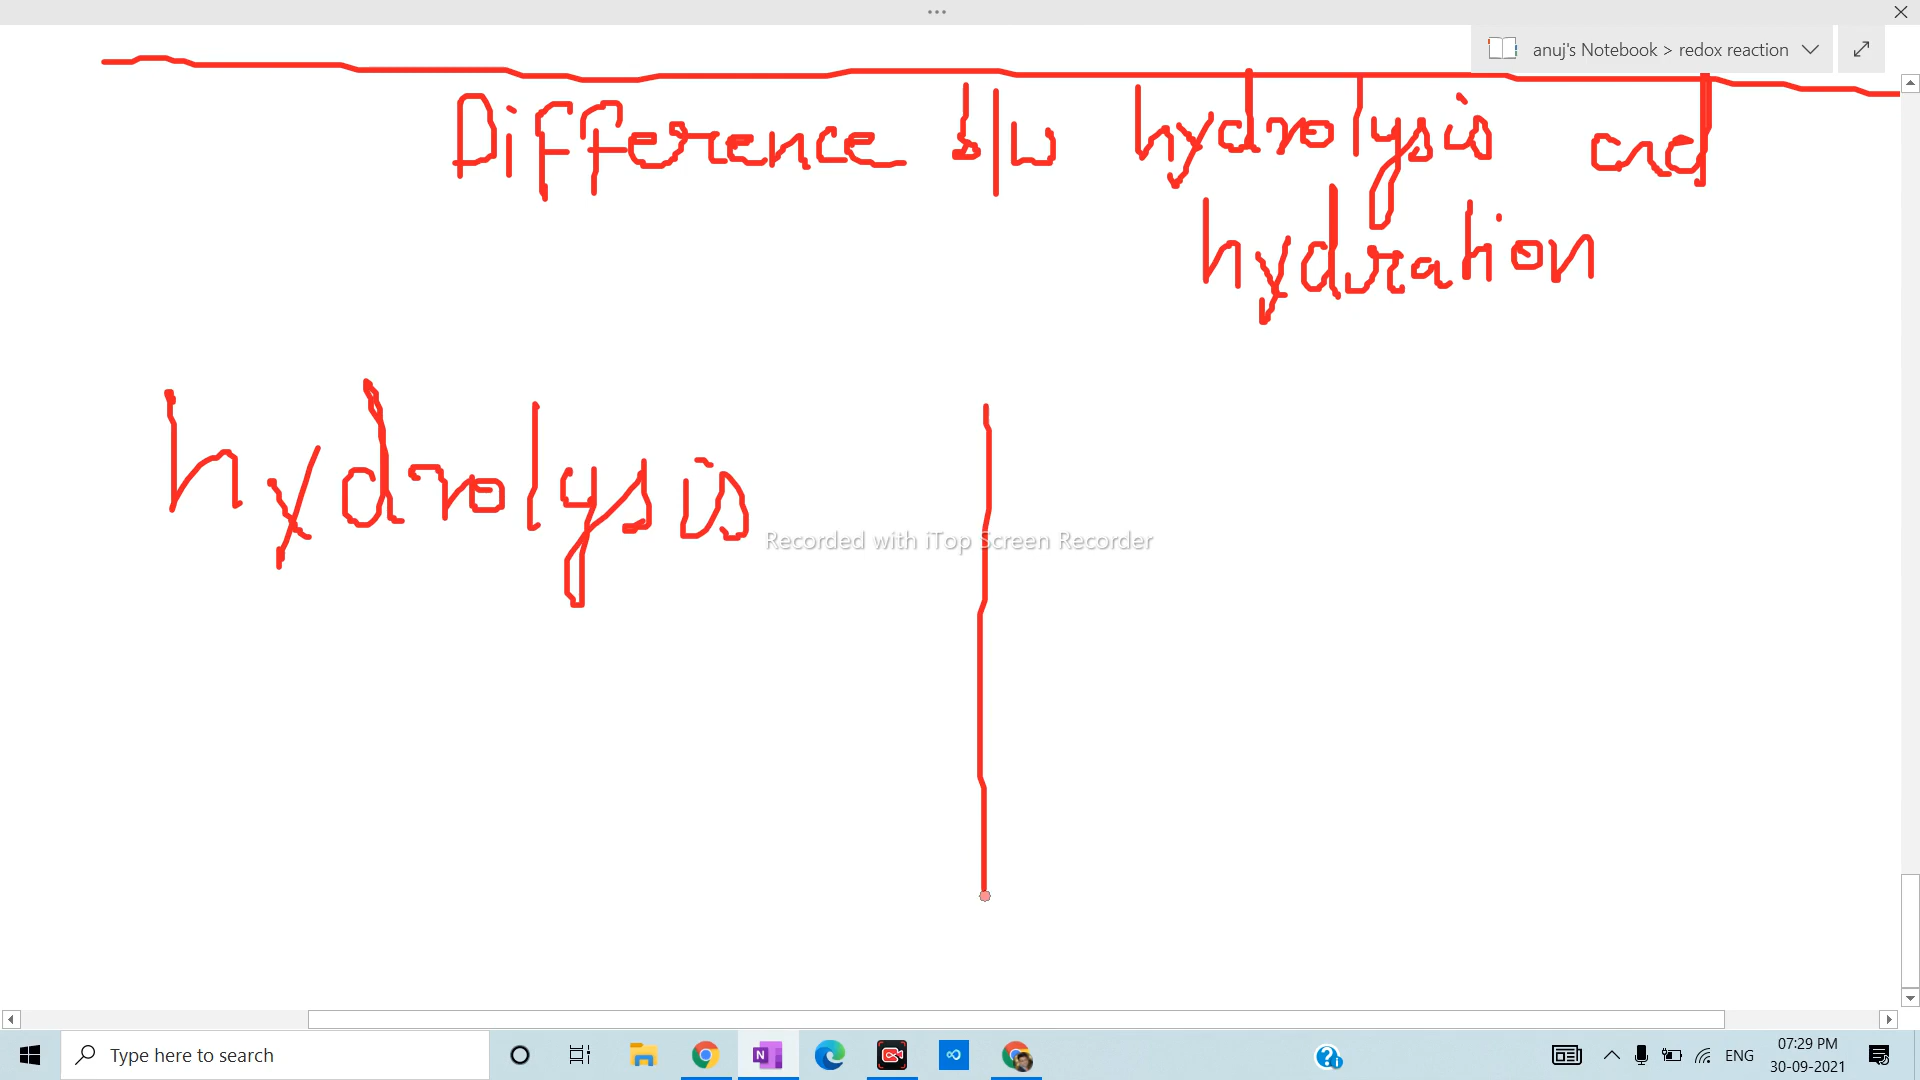 anuj's Notebook > redox reaction
Difference b/w hydrolysis and
hydration
hydrolysis
Recorded with iTop Screen Recorder
Type here to search
ENG
07:29 PM
30-09-2021